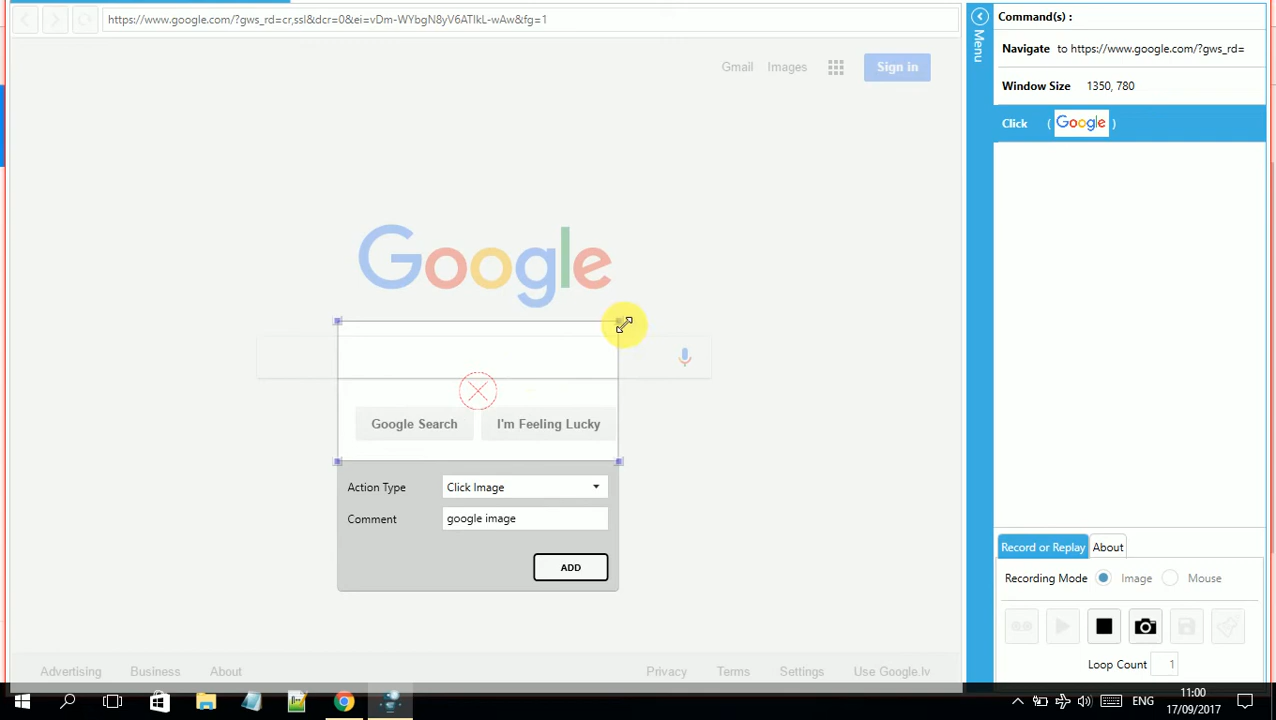 https://www.google.com/?gws_rd=cr,ssl&dcr=0&ei=vDm-WYbgN8yV6ATlkL-wAw&fg=1
Gmail Images Sign in
Google
Google Search I'm Feeling Lucky
Action Type Click Image
Comment google image
ADD
Advertising Business About Privacy Terms Settings Use Google.lv
Menu
Command(s) :
Navigate to https://www.google.com/?gws_rd=
Window Size 1350, 780
Click ( Google )
Record or Replay About
Recording Mode Image Mouse
Loop Count 1
ENG
11:00
17/09/2017